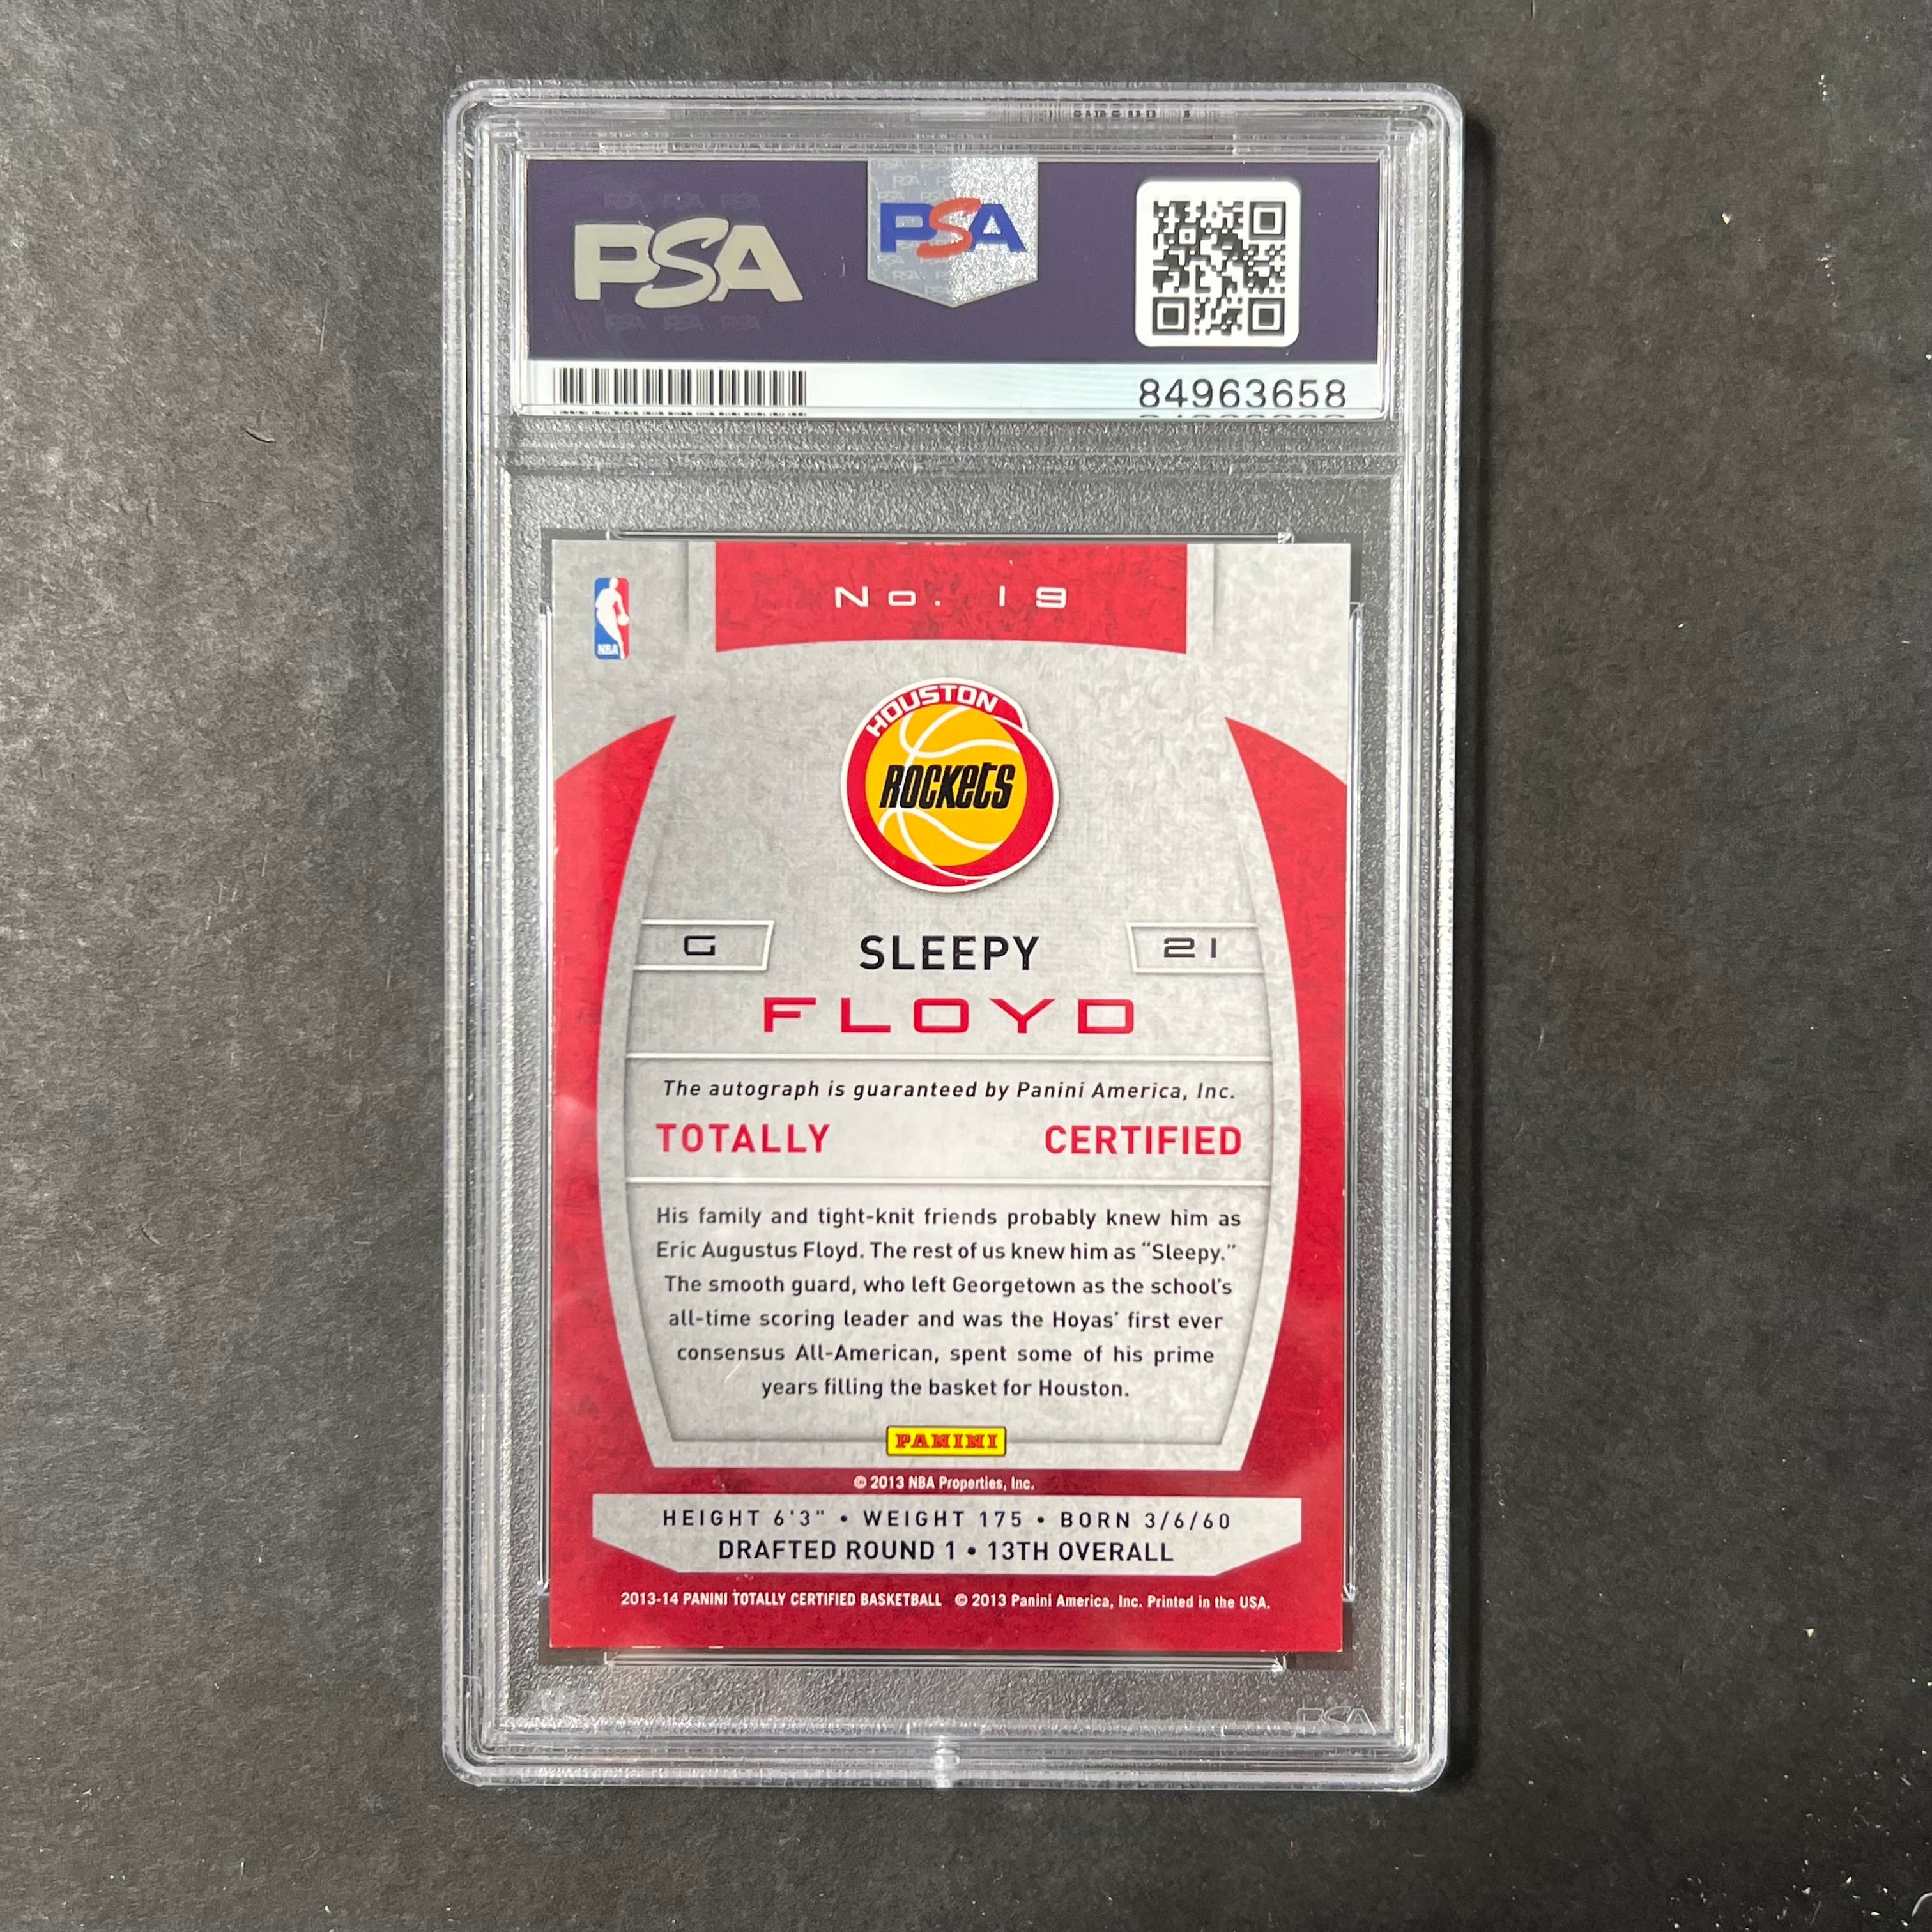 PSA
PSA
84963658
No. 19
NBA
HOUSTON
ROCKETS
G
SLEEPY
21
FLOYD
The autograph is guaranteed by Panini America, Inc.
TOTALLY CERTIFIED
His family and tight-knit friends probably knew him as
Eric Augustus Floyd. The rest of us knew him as “Sleepy.”
The smooth guard, who left Georgetown as the school's
all-time scoring leader and was the Hoyas' first ever
consensus All-American, spent some of his prime
years filling the basket for Houston.
PANINI
© 2013 NBA Properties, Inc.
HEIGHT 6'3" • WEIGHT 175 • BORN 3/6/60
DRAFTED ROUND 1 • 13TH OVERALL
2013-14 PANINI TOTALLY CERTIFIED BASKETBALL © 2013 Panini America, Inc. Printed in the USA.
PSA